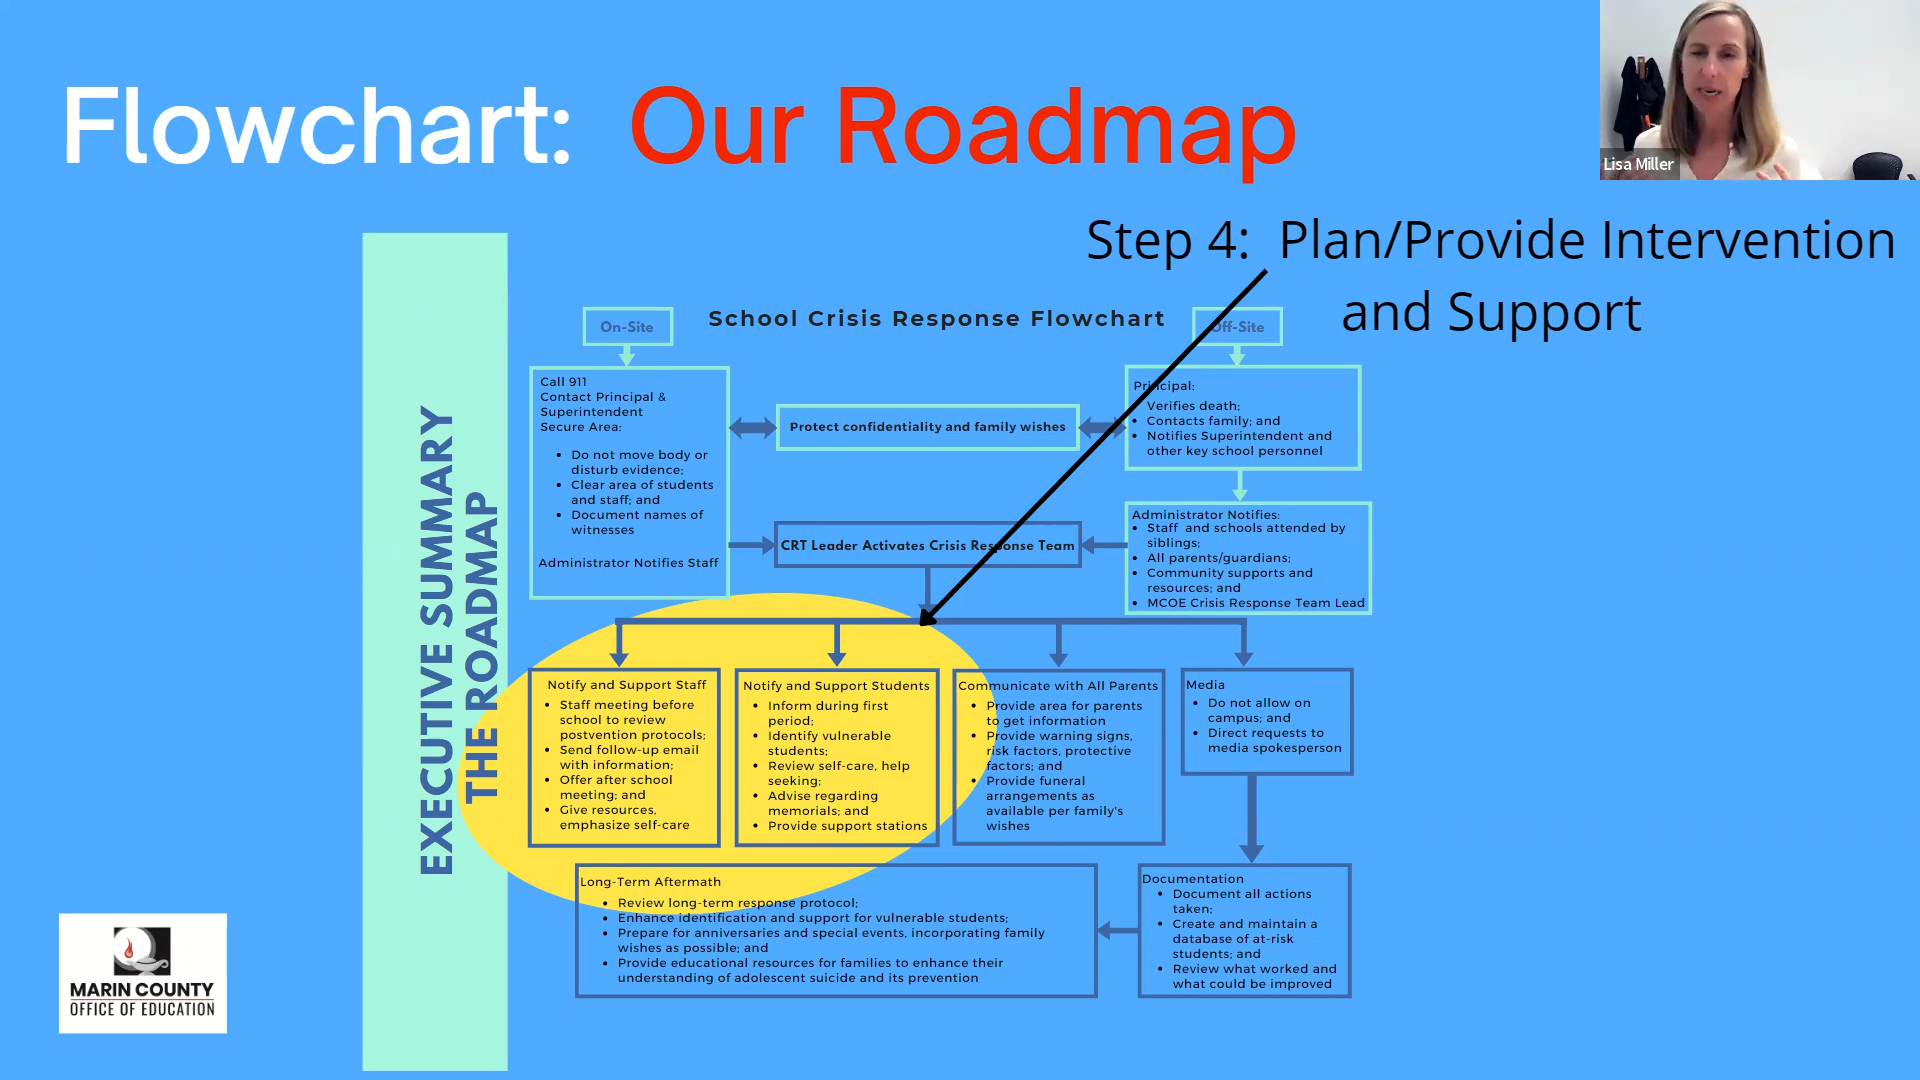 Flowchart: Our Roadmap
Lisa Miller
Step 4: Plan/Provide Intervention
and Support
EXECUTIVE SUMMARY
THE ROADMAP
School Crisis Response Flowchart
On-Site
Off-Site
Call 911
Contact Principal &
Superintendent
Secure Area:
• Do not move body or
disturb evidence;
• Clear area of students
and staff; and
• Document names of
witnesses
Administrator Notifies Staff
Protect confidentiality and family wishes
Principal:
Verifies death;
• Contacts family; and
• Notifies Superintendent and
other key school personnel
CRT Leader Activates Crisis Response Team
Administrator Notifies:
• Staff and schools attended by
siblings;
• All parents/guardians;
• Community supports and
resources; and
• MCOE Crisis Response Team Lead
Notify and Support Staff
• Staff meeting before
school to review
postvention protocols;
• Send follow-up email
with information;
• Offer after school
meeting; and
• Give resources,
emphasize self-care
Notify and Support Students
• Inform during first
period;
• Identify vulnerable
students;
• Review self-care, help
seeking;
• Advise regarding
memorials; and
• Provide support stations
Communicate with All Parents
• Provide area for parents
to get information
• Provide warning signs,
risk factors, protective
factors; and
• Provide funeral
arrangements as
available per family's
wishes
Media
• Do not allow on
campus; and
• Direct requests to
media spokesperson
Long-Term Aftermath
• Review long-term response protocol;
• Enhance identification and support for vulnerable students;
• Prepare for anniversaries and special events, incorporating family
wishes as possible; and
• Provide educational resources for families to enhance their
understanding of adolescent suicide and its prevention
Documentation
• Document all actions
taken;
• Create and maintain a
database of at-risk
students; and
• Review what worked and
what could be improved
MARIN COUNTY
OFFICE OF EDUCATION